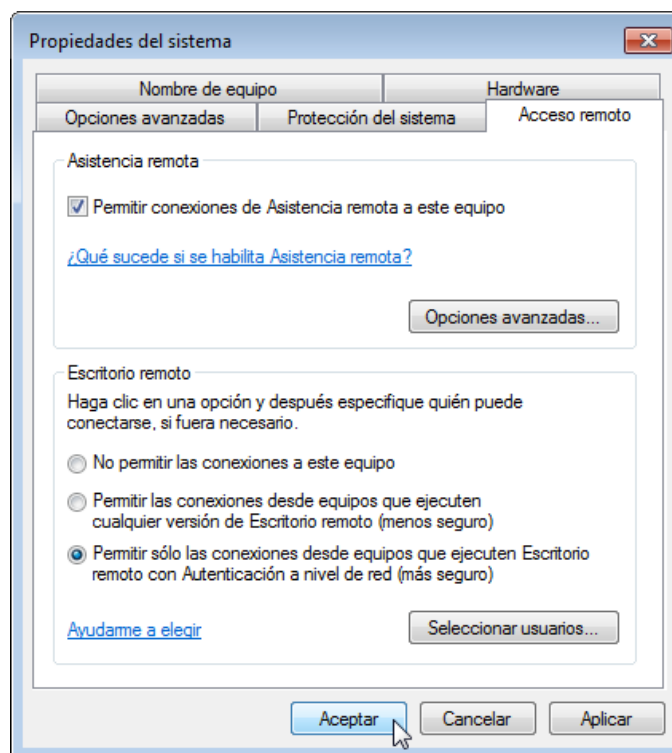 Propiedades del sistema
Nombre de equipo
Hardware
Opciones avanzadas
Protección del sistema
Acceso remoto
Asistencia remota
Permitir conexiones de Asistencia remota a este equipo
¿Qué sucede si se habilita Asistencia remota?
Opciones avanzadas...
Escritorio remoto
Haga clic en una opción y después especifique quién puede
conectarse, si fuera necesario.
No permitir las conexiones a este equipo
Permitir las conexiones desde equipos que ejecuten
cualquier versión de Escritorio remoto (menos seguro)
Permitir sólo las conexiones desde equipos que ejecuten Escritorio
remoto con Autenticación a nivel de red (más seguro)
Ayudarme a elegir
Seleccionar usuarios...
Aceptar
Cancelar
Aplicar